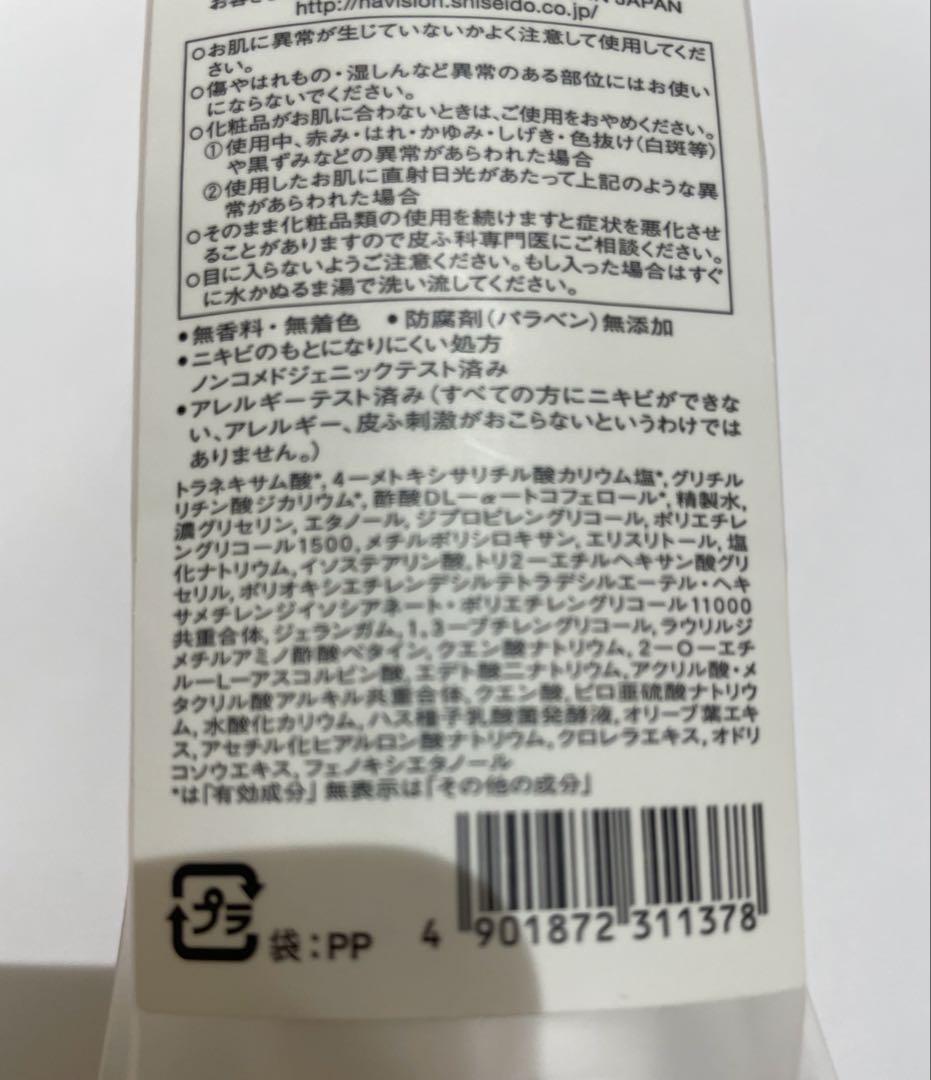 JAPAN
http://navision.shiseido.co.jp/
○お肌に異常が生じていないかよく注意して使用してくだ
さい。
○傷やはれもの・湿しんなど異常のある部位にはお使い
にならないでください。
○化粧品がお肌に合わないときは、ご使用をおやめください。
①使用中、赤み・はれ・かゆみ・しげき・色抜け(白斑等)
や黒ずみなどの異常があらわれた場合
②使用したお肌に直射日光があたって上記のような異
常があらわれた場合
○そのまま化粧品類の使用を続けますと症状を悪化させ
ることがありますので皮ふ科専門医にご相談ください。
○目に入らないようご注意ください。もし入った場合はすぐ
に水かぬるま湯で洗い流してください。
●無香料・無着色 ●防腐剤(パラベン)無添加
●ニキビのもとになりにくい処方
ノンコメドジェニックテスト済み
●アレルギーテスト済み(すべての方にニキビができな
い、アレルギー、皮ふ刺激がおこらないというわけでは
ありません。)
トラネキサム酸*, 4ーメトキシサリチル酸カリウム塩*, グリチル
リチン酸ジカリウム*, 酢酸DLーαートコフェロール*, 精製水,
濃グリセリン, エタノール, ジプロピレングリコール, ポリエチレ
ングリコール1500, メチルポリシロキサン, エリスリトール, 塩
化ナトリウム, イソステアリン酸, トリ2ーエチルヘキサン酸グリ
セリル, ポリオキシエチレンデシルテトラデシルエーテル・ヘキ
サメチレンジイソシアネート・ポリエチレングリコール11000
共重合体, ジェランガム, 1, 3ーブチレングリコール, ラウリルジ
メチルアミノ酢酸ベタイン, クエン酸ナトリウム, 2ーOーエチ
ルーLーアスコルビン酸, エデト酸二ナトリウム, アクリル酸・メ
タクリル酸アルキル共重合体, クエン酸, ピロ亜硫酸ナトリウ
ム, 水酸化カリウム, ハス種子乳酸菌発酵液, オリーブ葉エキ
ス, アセチル化ヒアルロン酸ナトリウム, クロレラエキス, オドリ
コソウエキス, フェノキシエタノール
*は「有効成分」無表示は「その他の成分」
プラ
袋:PP
4 901872 311378